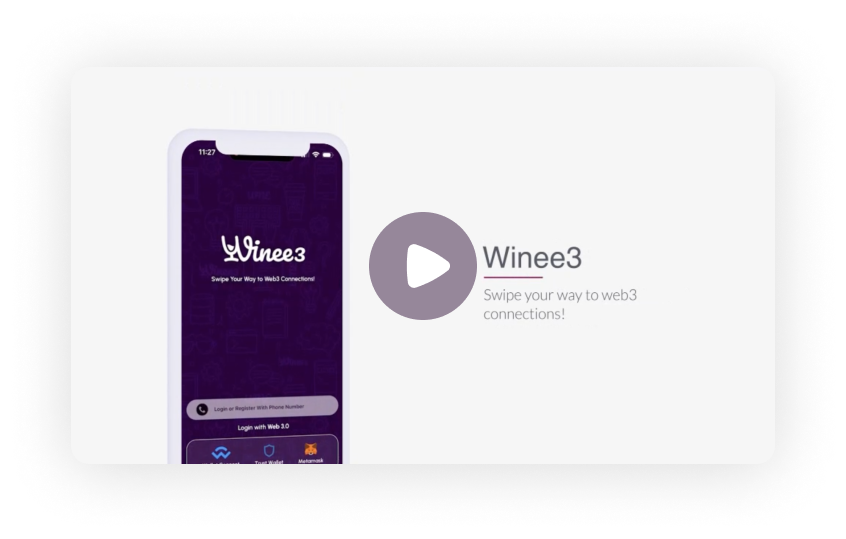 11:27
Winee3
Swipe Your Way to Web3 Connections!
Login or Register With Phone Number
Login with Web 3.0
Trust Wallet
Metamask
Winee3
Swipe your way to web3
connections!